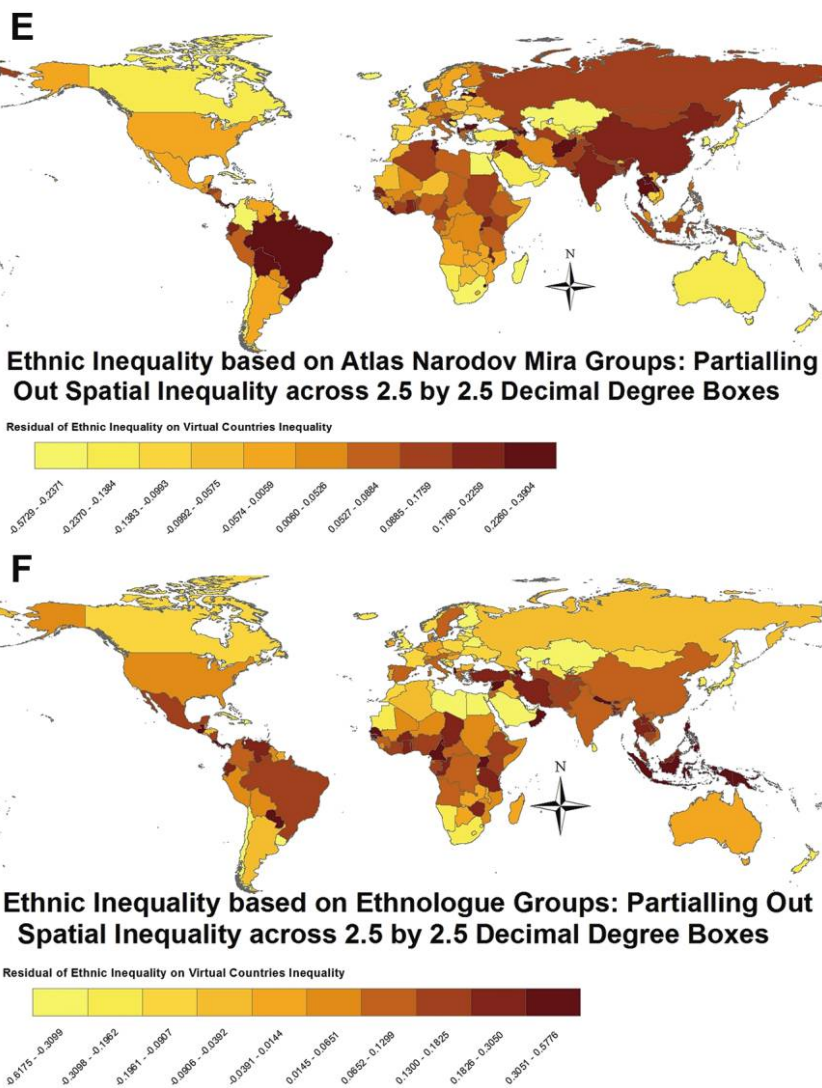 E
N
Ethnic Inequality based on Atlas Narodov Mira Groups: Partialling
Out Spatial Inequality across 2.5 by 2.5 Decimal Degree Boxes
Residual of Ethnic Inequality on Virtual Countries Inequality
-0.5729 - -0.2371
-0.2370 - -0.1384
-0.1383 - -0.0993
-0.0992 - -0.0575
-0.0574 - -0.0059
0.0060 - 0.0526
0.0527 - 0.0884
0.0885 - 0.1759
0.1760 - 0.2259
0.2260 - 0.3904
F
N
Ethnic Inequality based on Ethnologue Groups: Partialling Out
Spatial Inequality across 2.5 by 2.5 Decimal Degree Boxes
Residual of Ethnic Inequality on Virtual Countries Inequality
-0.6175 - -0.3099
-0.3098 - -0.1962
-0.1961 - -0.0907
-0.0906 - -0.0392
-0.0391 - 0.0144
0.0145 - 0.0651
0.0652 - 0.1299
0.1300 - 0.1825
0.1826 - 0.3050
0.3051 - 0.5776